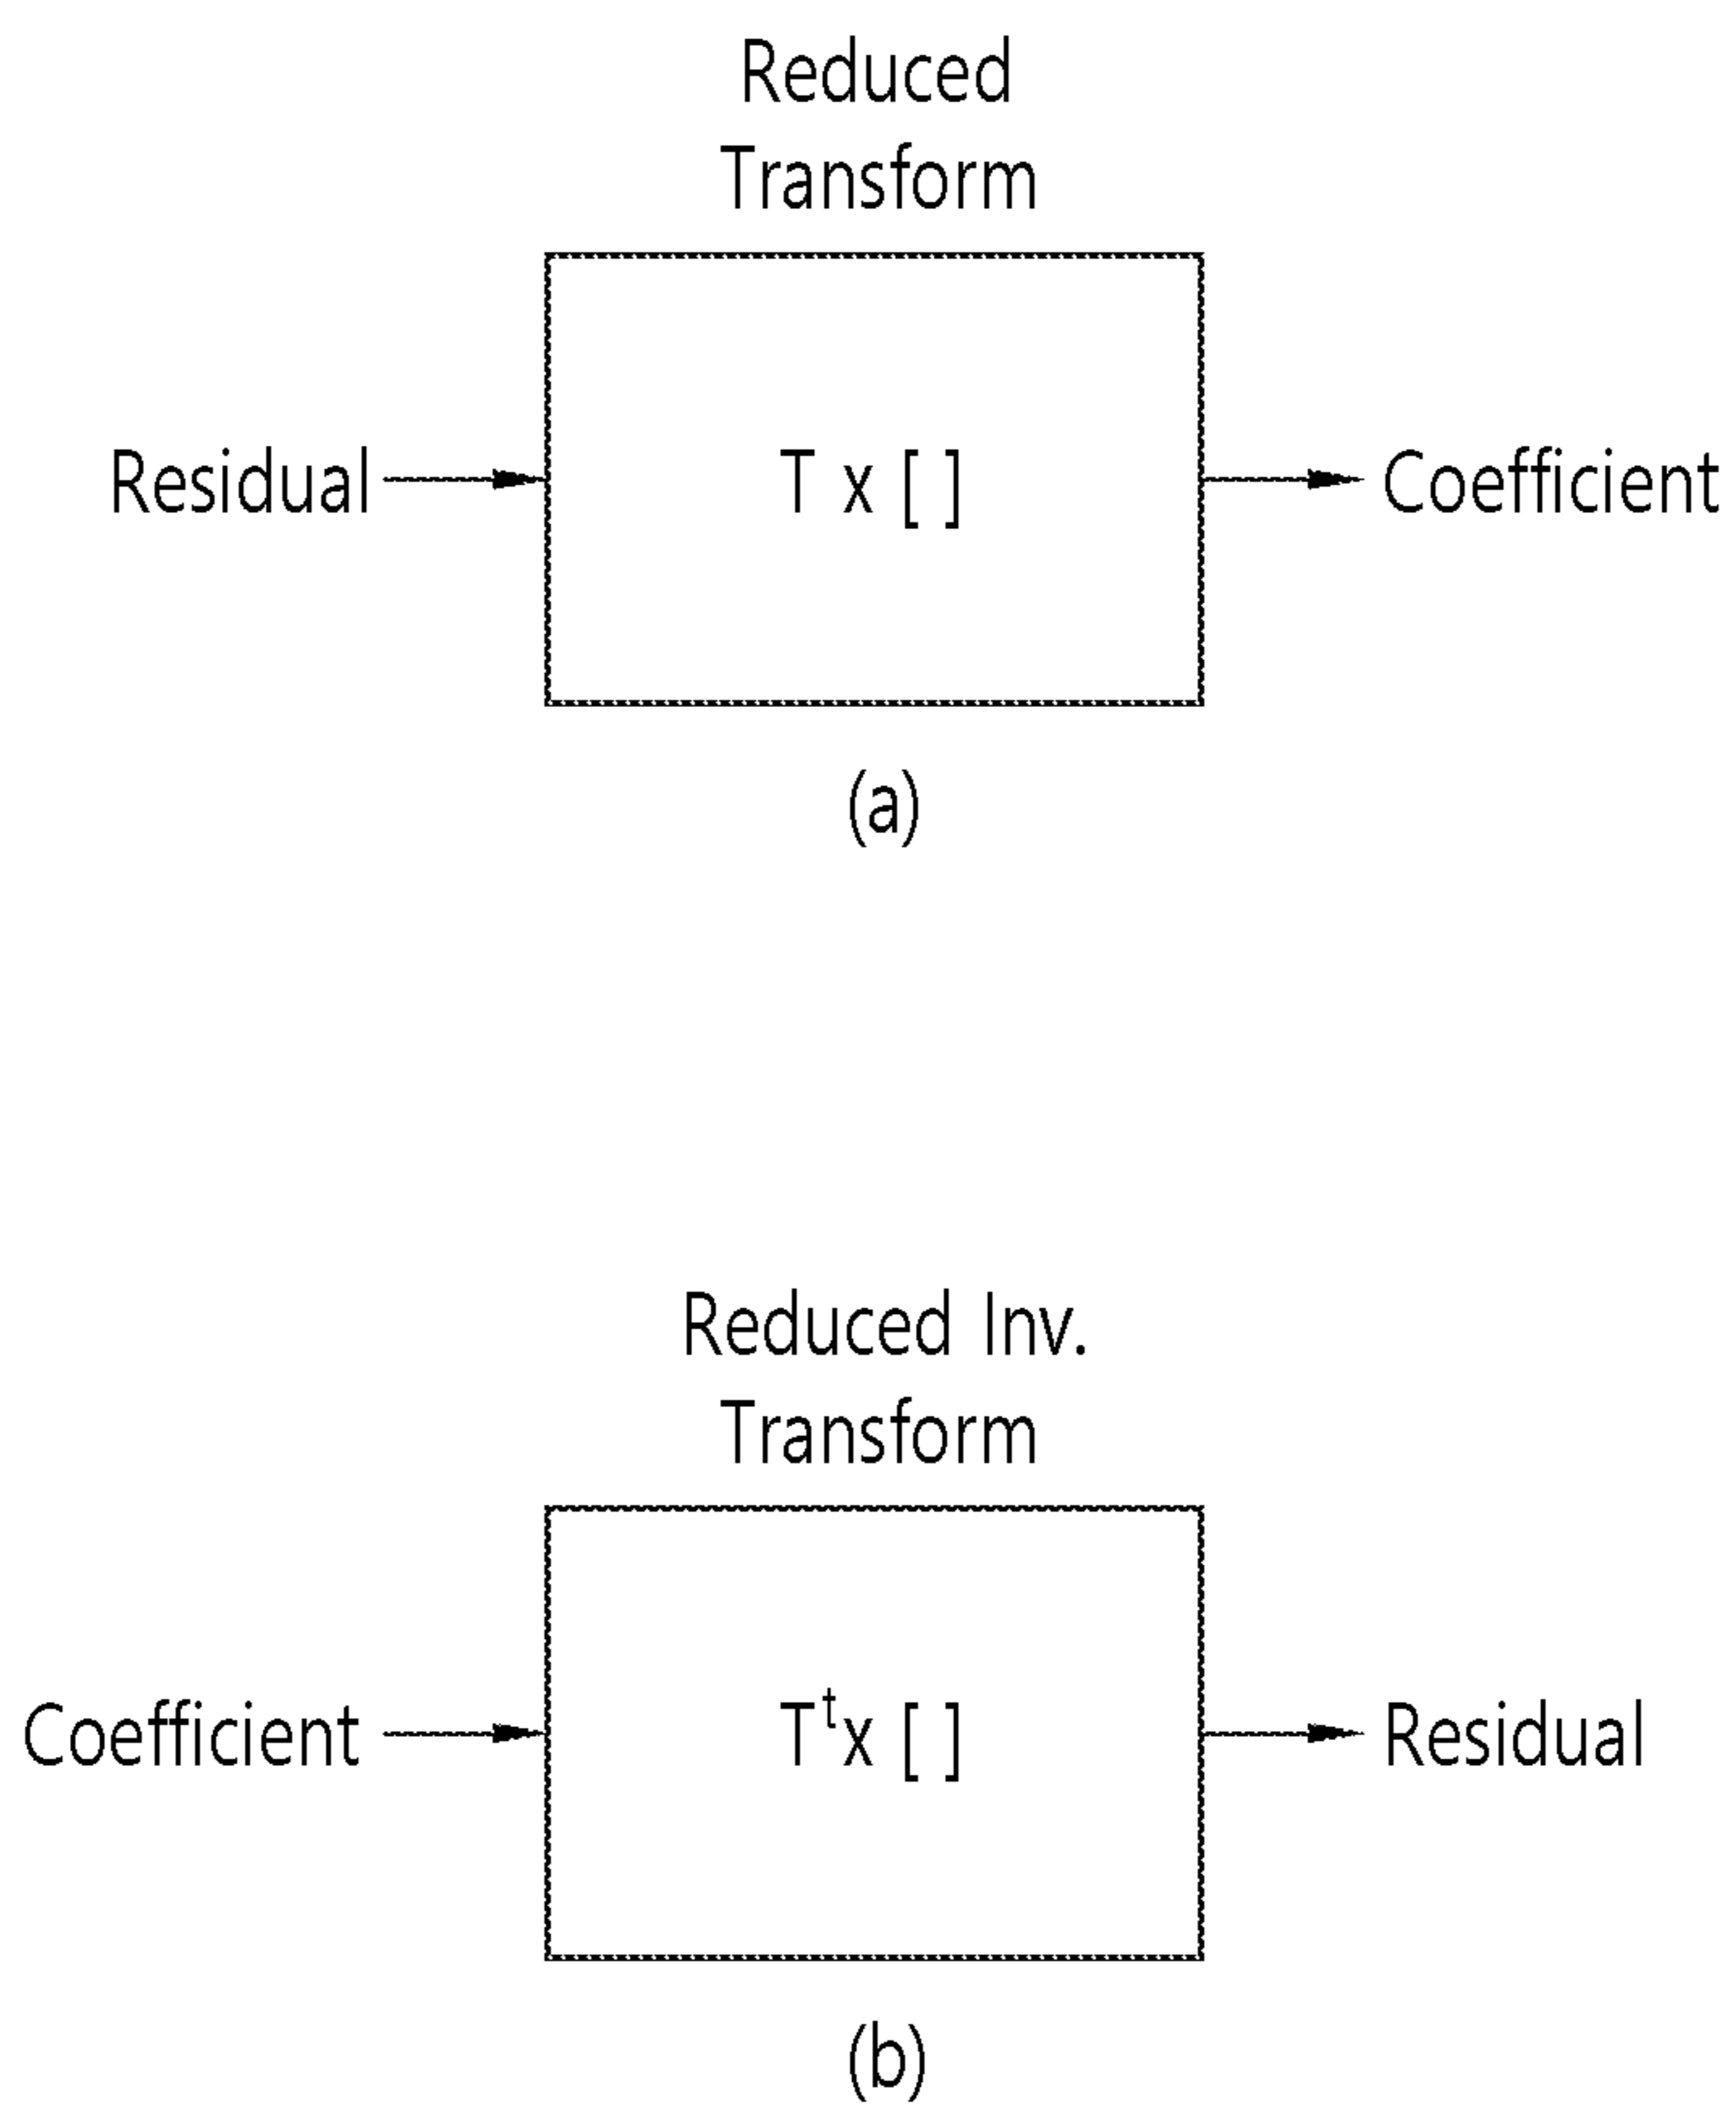 Reduced
Transform
Residual
T x [ ]
Coefficient
(a)
Reduced Inv.
Transform
Coefficient
Tᵗx [ ]
Residual
(b)